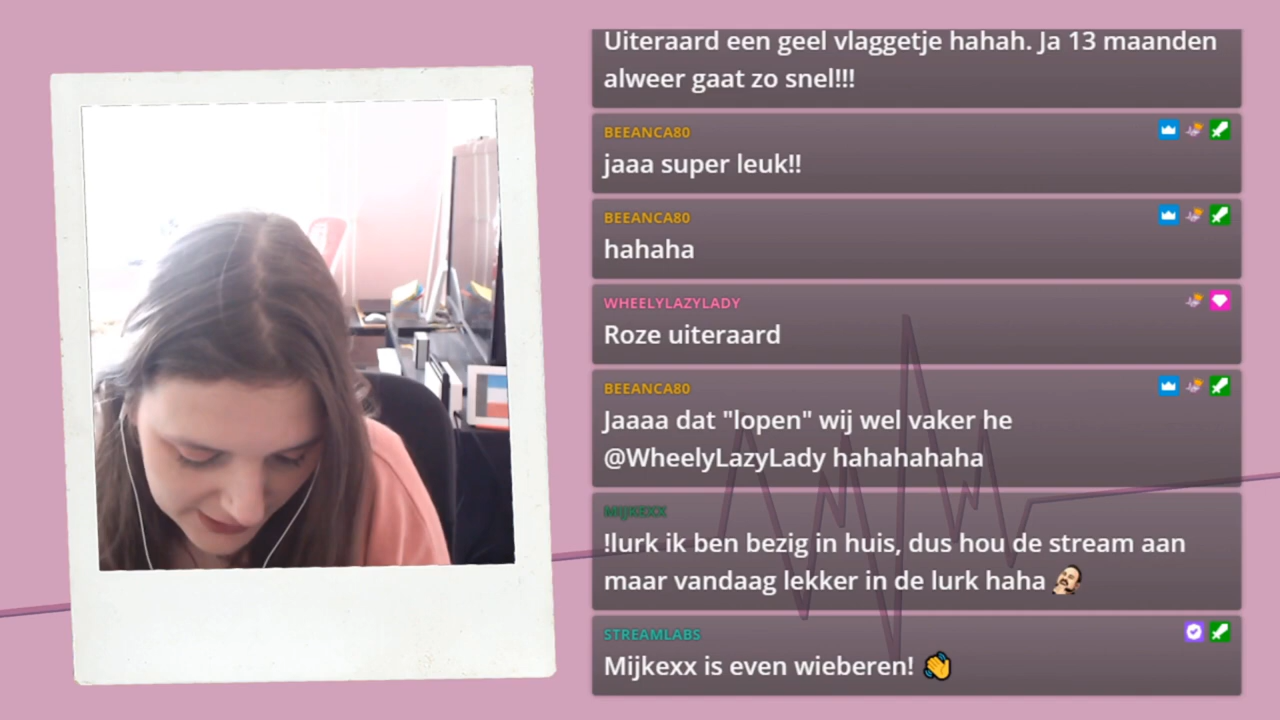 Uiteraard een geel vlaggetje hahah. Ja 13 maanden
alweer gaat zo snel!!!
BEEANCA80
jaaa super leuk!!
BEEANCA80
hahaha
WHEELYLAZYLADY
Roze uiteraard
BEEANCA80
Jaaaa dat "lopen" wij wel vaker he
@WheelyLazyLady hahahahaha
MIJKEXX
!lurk ik ben bezig in huis, dus hou de stream aan
maar vandaag lekker in de lurk haha
STREAMLABS
Mijkexx is even wieberen! 👋